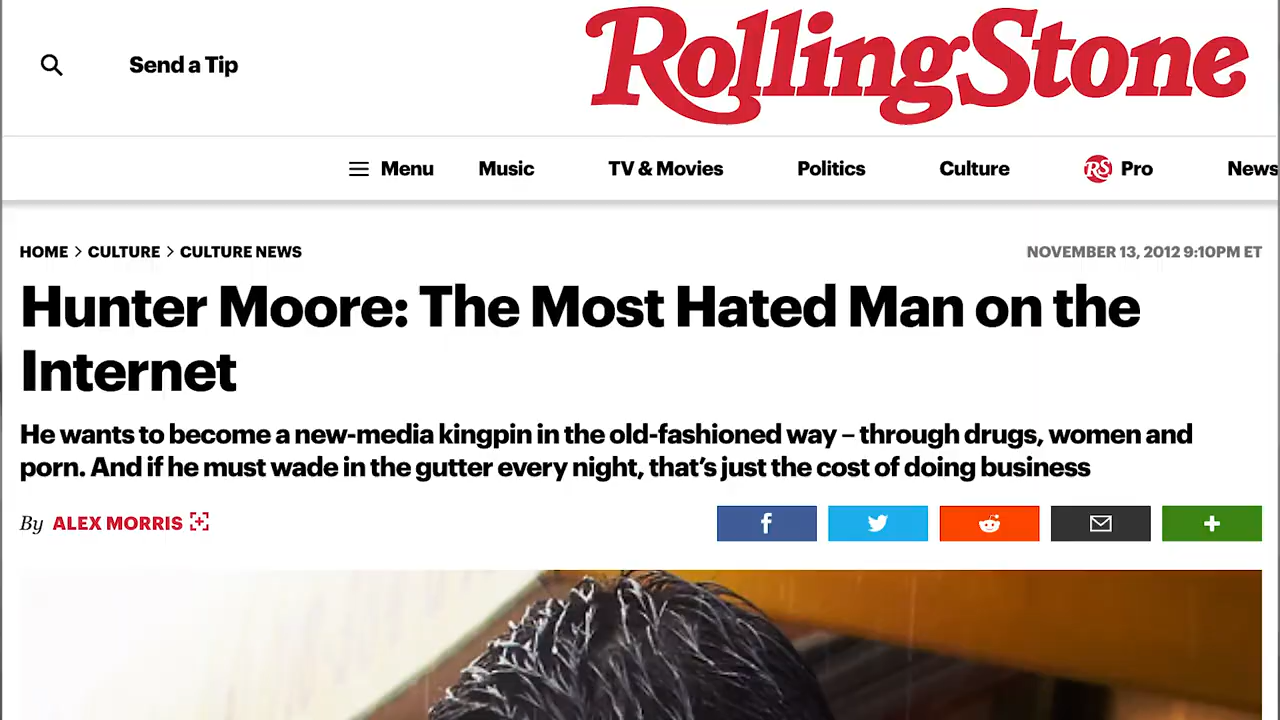 RollingStone
Send a Tip
Menu Music TV & Movies Politics Culture RS Pro News
HOME > CULTURE > CULTURE NEWS
NOVEMBER 13, 2012 9:10PM ET
Hunter Moore: The Most Hated Man on the
Internet
He wants to become a new-media kingpin in the old-fashioned way – through drugs, women and
porn. And if he must wade in the gutter every night, that’s just the cost of doing business
By ALEX MORRIS